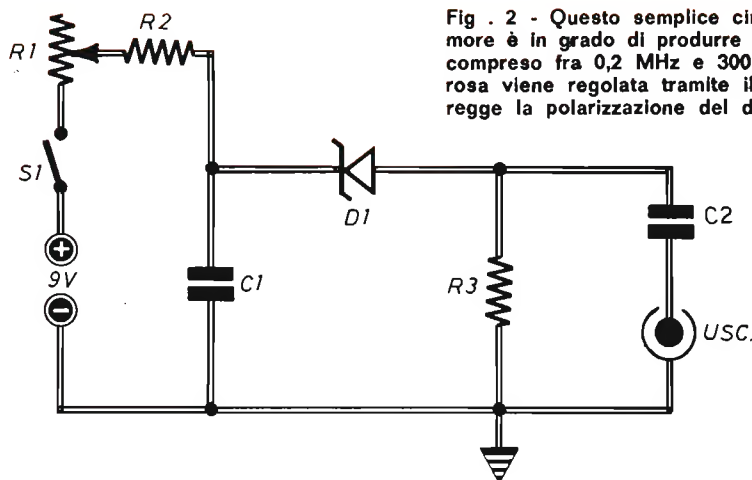 Fig . 2 - Questo semplice
more è in grado di produrre
compreso fra 0,2 MHz e 300
rosa viene regolata tramite
regge la polarizzazione del
R1
R2
S1
9V
C1
D1
R3
C2
USC.